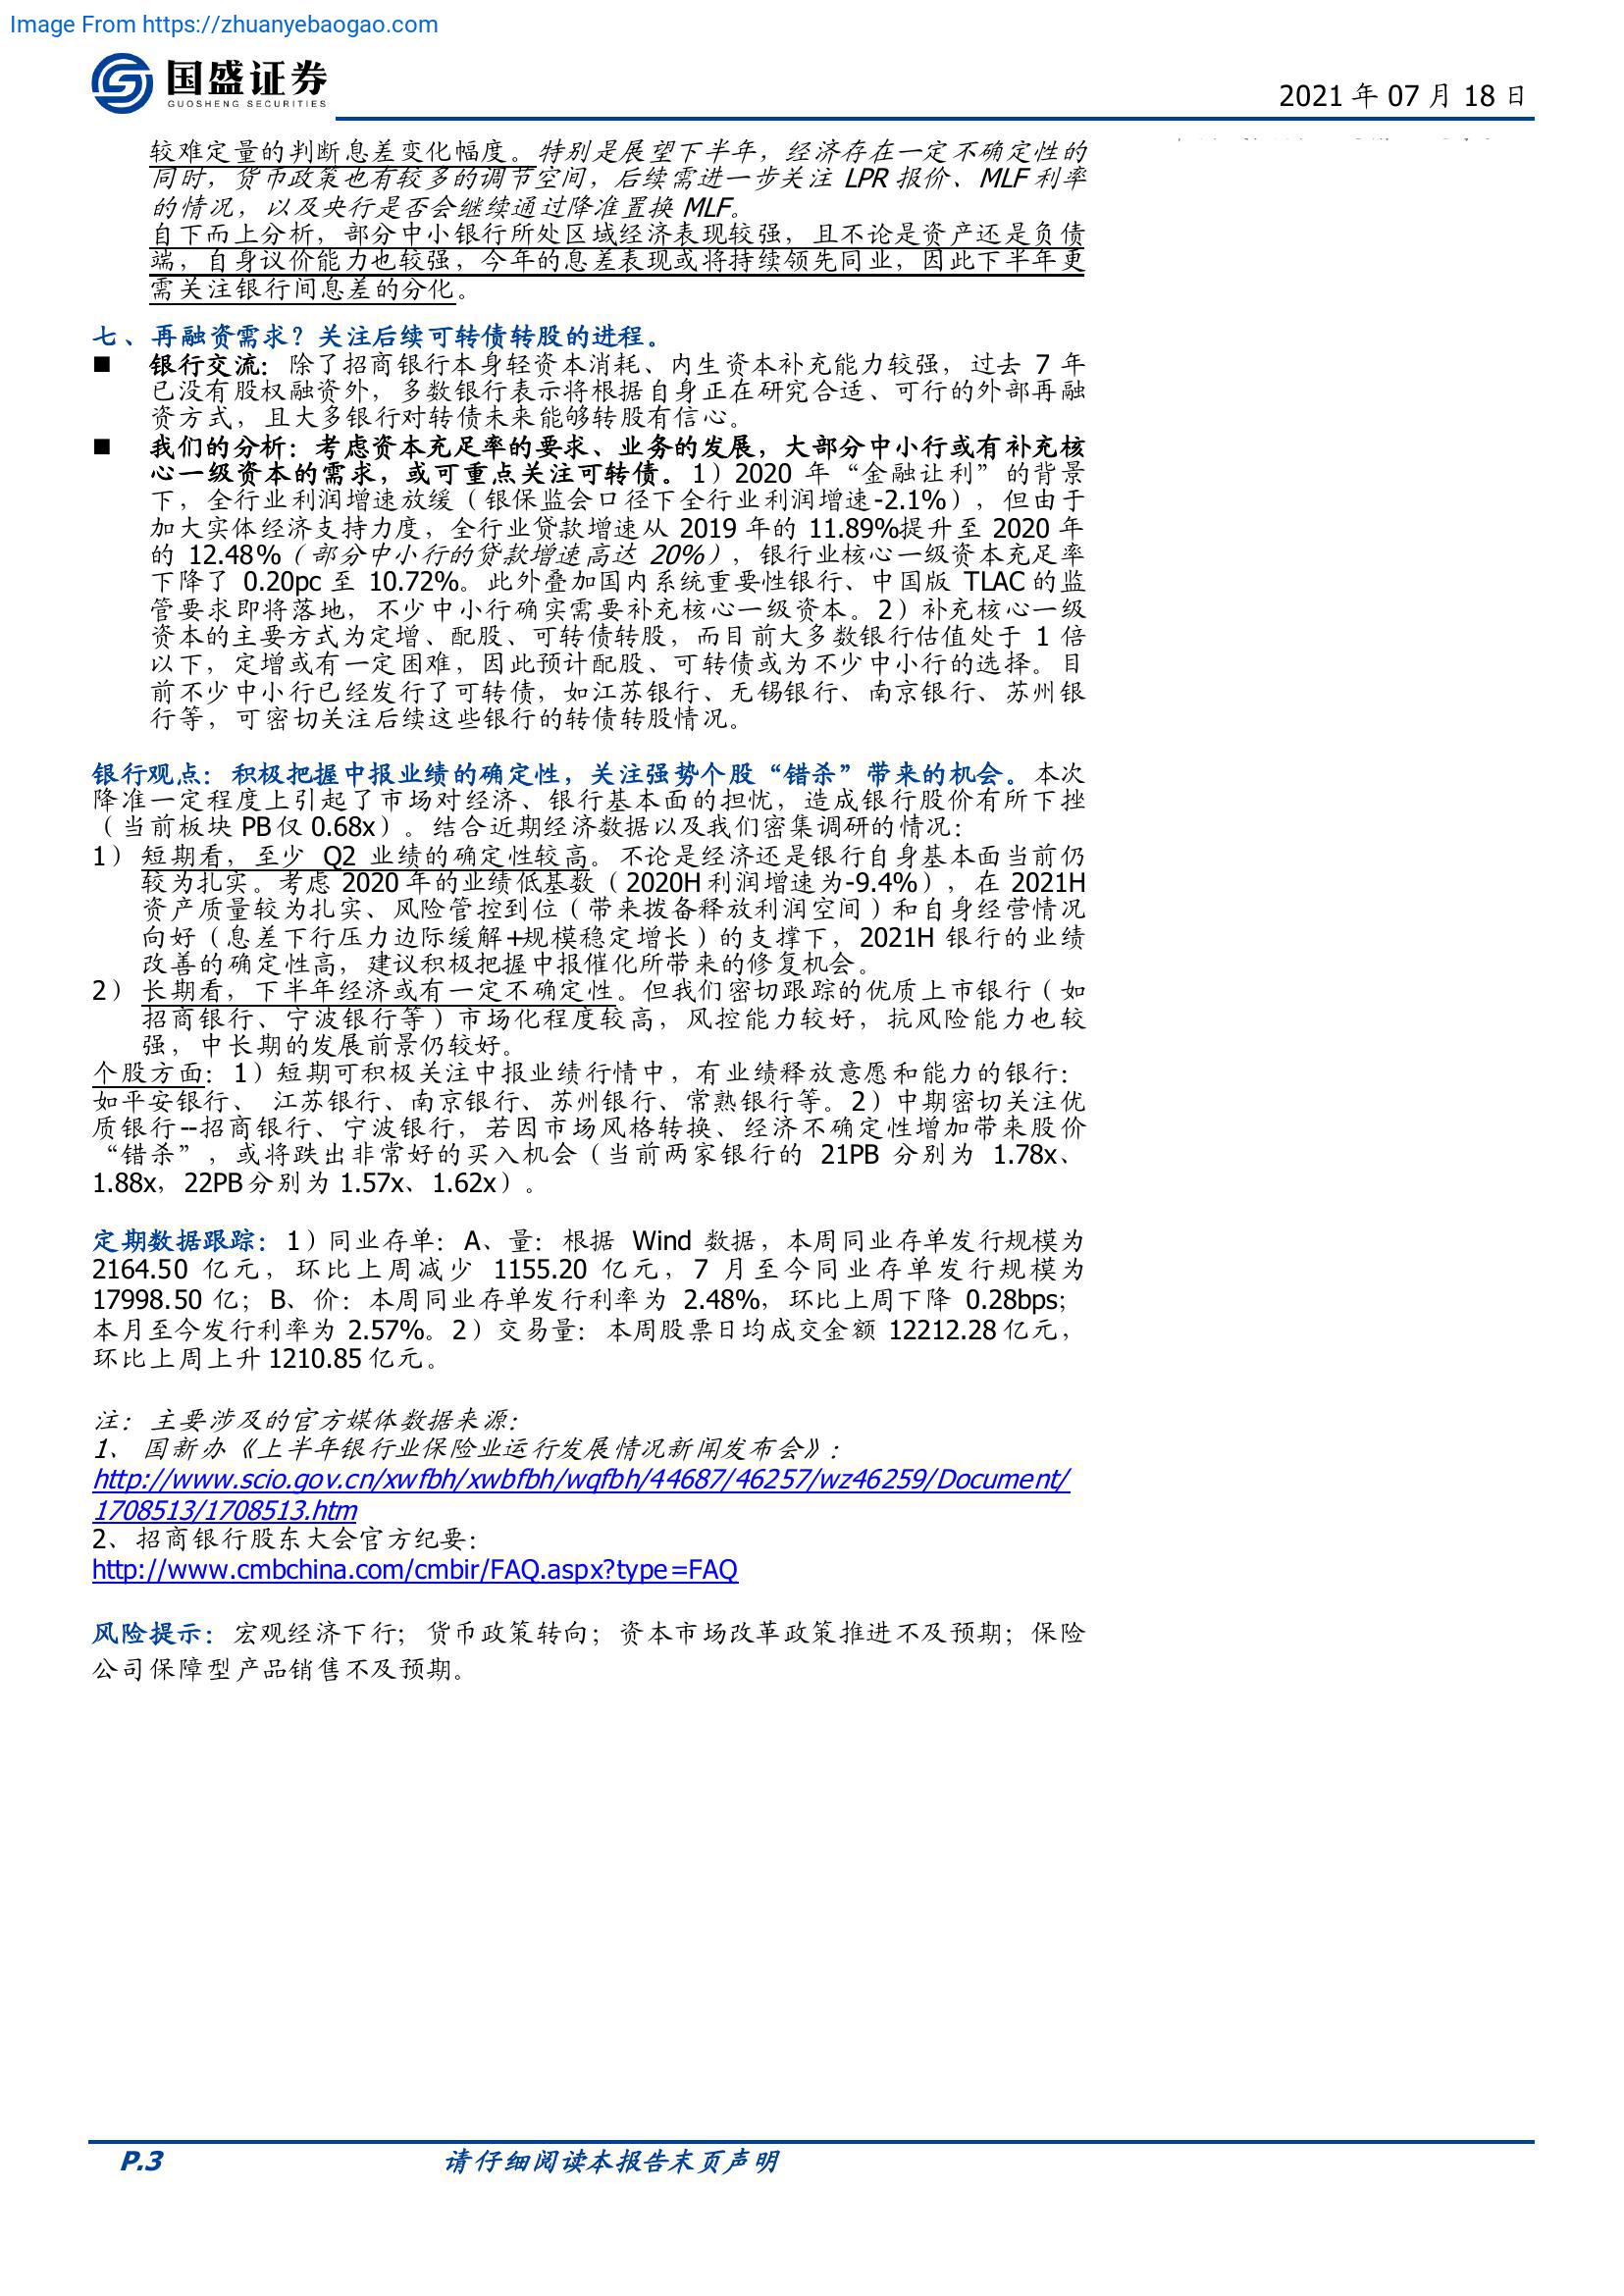 Image From https://zhuanyebaogao.com
国盛证券
GUOSHENG SECURITIES
2021 年 07 月 18 日
较难定量的判断息差变化幅度。特别是展望下半年，经济存在一定不确定性的
同时，货币政策也有较多的调节空间，后续需进一步关注 LPR 报价、MLF 利率
的情况，以及央行是否会继续通过降准置换 MLF。
自下而上分析，部分中小银行所处区域经济表现较强，且不论是资产还是负债
端，自身议价能力也较强，今年的息差表现或将持续领先同业，因此下半年更
需关注银行间息差的分化。
七、再融资需求？关注后续可转债转股的进程。
■ 银行交流：除了招商银行本身轻资本消耗、内生资本补充能力较强，过去 7 年
已没有股权融资外，多数银行表示将根据自身正在研究合适、可行的外部再融
资方式，且大多银行对转债未来能够转股有信心。
■ 我们的分析：考虑资本充足率的要求、业务的发展，大部分中小行或有补充核
心一级资本的需求，或可重点关注可转债。1）2020 年“金融让利”的背景
下，全行业利润增速放缓（银保监会口径下全行业利润增速-2.1%），但由于
加大实体经济支持力度，全行业贷款增速从 2019 年的 11.89%提升至 2020 年
的 12.48%（部分中小行的贷款增速高达 20%），银行业核心一级资本充足率
下降了 0.20pc 至 10.72%。此外叠加国内系统重要性银行、中国版 TLAC 的监
管要求即将落地，不少中小行确实需要补充核心一级资本。2）补充核心一级
资本的主要方式为定增、配股、可转债转股，而目前大多数银行估值处于 1 倍
以下，定增或有一定困难，因此预计配股、可转债或为不少中小行的选择。目
前不少中小行已经发行了可转债，如江苏银行、无锡银行、南京银行、苏州银
行等，可密切关注后续这些银行的转债转股情况。
银行观点：积极把握中报业绩的确定性，关注强势个股“错杀”带来的机会。本次
降准一定程度上引起了市场对经济、银行基本面的担忧，造成银行股价有所下挫
（当前板块 PB 仅 0.68x）。结合近期经济数据以及我们密集调研的情况：
1） 短期看，至少 Q2 业绩的确定性较高。不论是经济还是银行自身基本面当前仍
较为扎实。考虑 2020 年的业绩低基数（2020H 利润增速为-9.4%），在 2021H
资产质量较为扎实、风险管控到位（带来拨备释放利润空间）和自身经营情况
向好（息差下行压力边际缓解+规模稳定增长）的支撑下，2021H 银行的业绩
改善的确定性高，建议积极把握中报催化所带来的修复机会。
2） 长期看，下半年经济或有一定不确定性。但我们密切跟踪的优质上市银行（如
招商银行、宁波银行等）市场化程度较高，风控能力较好，抗风险能力也较
强，中长期的发展前景仍较好。
个股方面：1）短期可积极关注中报业绩行情中，有业绩释放意愿和能力的银行：
如平安银行、 江苏银行、南京银行、苏州银行、常熟银行等。2）中期密切关注优
质银行--招商银行、宁波银行，若因市场风格转换、经济不确定性增加带来股价
“错杀”，或将跌出非常好的买入机会（当前两家银行的 21PB 分别为 1.78x、
1.88x，22PB 分别为 1.57x、1.62x）。
定期数据跟踪：1）同业存单：A、量：根据 Wind 数据，本周同业存单发行规模为
2164.50 亿元，环比上周减少 1155.20 亿元，7 月至今同业存单发行规模为
17998.50 亿；B、价：本周同业存单发行利率为 2.48%，环比上周下降 0.28bps；
本月至今发行利率为 2.57%。2）交易量：本周股票日均成交金额 12212.28 亿元，
环比上周上升 1210.85 亿元。
注：主要涉及的官方媒体数据来源：
1、 国新办《上半年银行业保险业运行发展情况新闻发布会》：
http://www.scio.gov.cn/xwfbh/xwbfbh/wqfbh/44687/46257/wz46259/Document/
1708513/1708513.htm
2、招商银行股东大会官方纪要：
http://www.cmbchina.com/cmbir/FAQ.aspx?type=FAQ
风险提示：宏观经济下行；货币政策转向；资本市场改革政策推进不及预期；保险
公司保障型产品销售不及预期。
P.3
请仔细阅读本报告末页声明